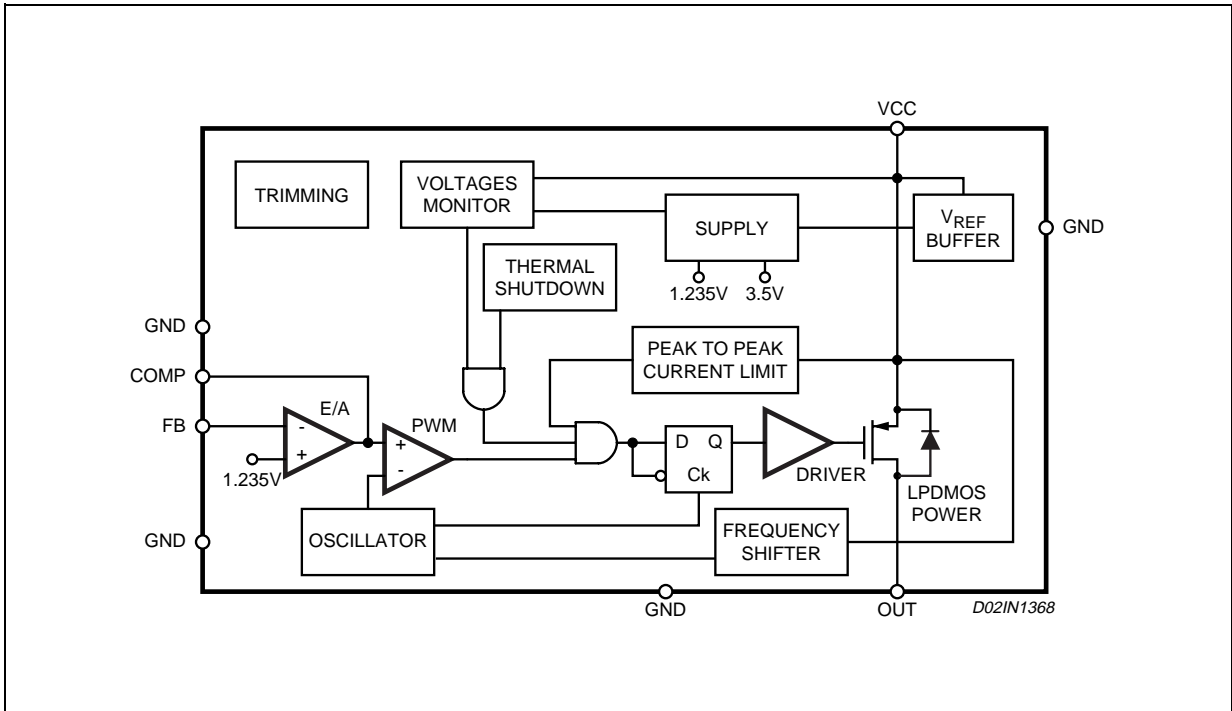 VCC
TRIMMING
VOLTAGES
MONITOR
SUPPLY
VREF
BUFFER
GND
THERMAL
SHUTDOWN
1.235V
3.5V
GND
PEAK TO PEAK
CURRENT LIMIT
COMP
E/A
PWM
FB
-
+
+
-
D
Q
Ck
1.235V
DRIVER
LPDMOS
POWER
GND
OSCILLATOR
FREQUENCY
SHIFTER
GND
OUT
D02IN1368